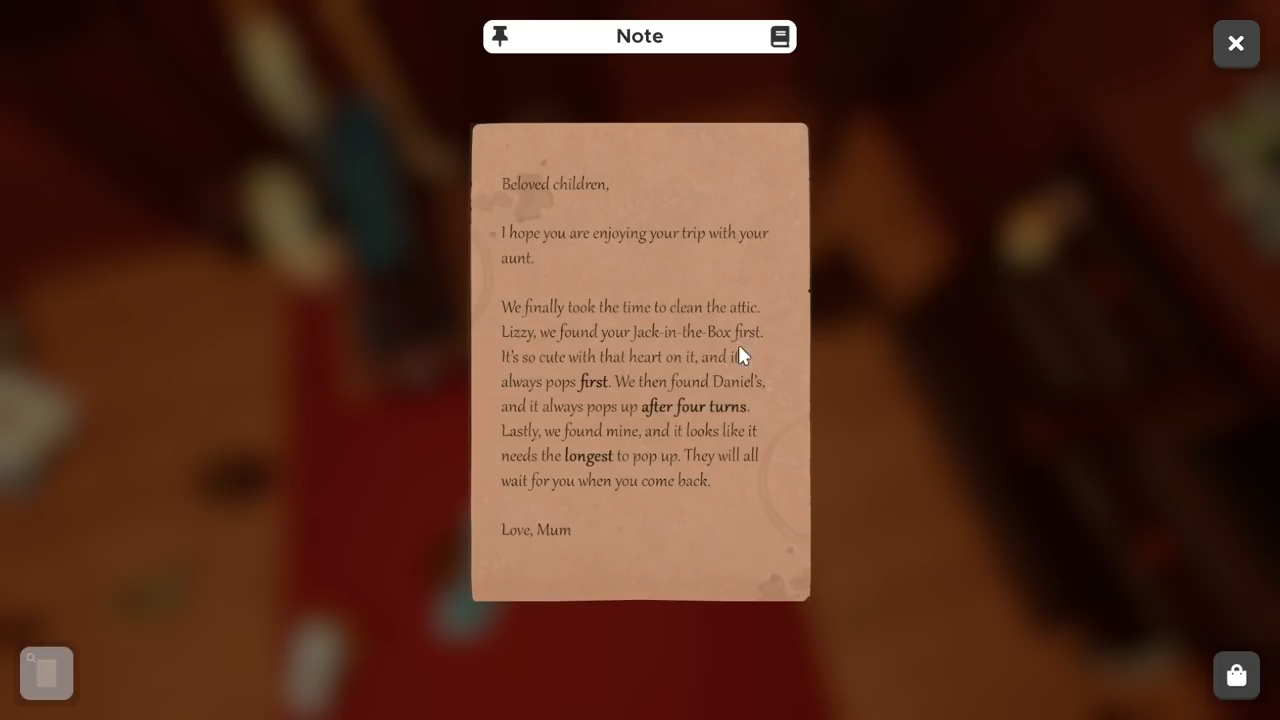 Note
Beloved children,
I hope you are enjoying your trip with your
aunt.
We finally took the time to clean the attic.
Lizzy, we found your Jack-in-the-Box first.
It's so cute with that heart on it, and it
always pops first. We then found Daniel's,
and it always pops up after four turns.
Lastly, we found mine, and it looks like it
needs the longest to pop up. They will all
wait for you when you come back.
Love, Mum